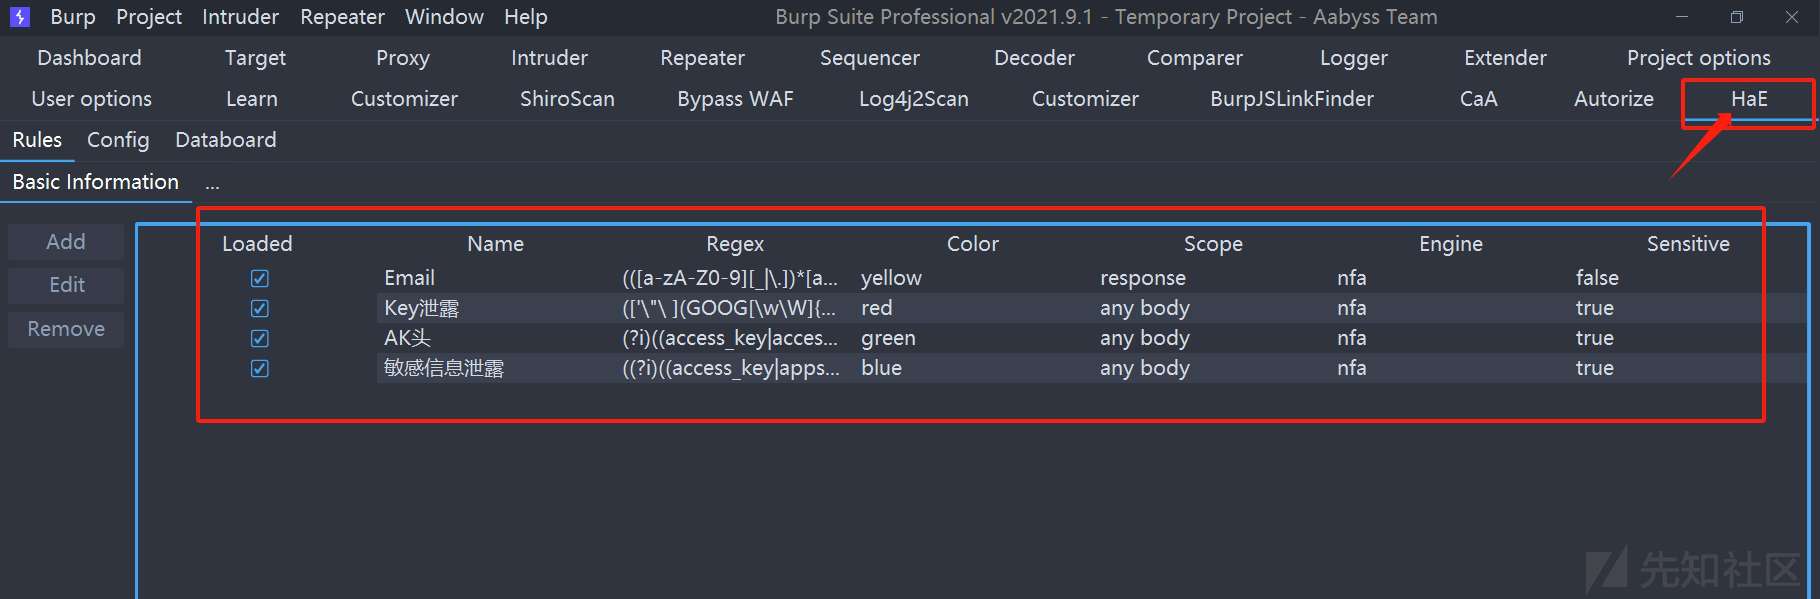 Burp Project Intruder Repeater Window Help Burp Suite Professional v2021.9.1 - Temporary Project - Aabyss Team
Dashboard Target Proxy Intruder Repeater Sequencer Decoder Comparer Logger Extender Project options
User options Learn Customizer ShiroScan Bypass WAF Log4j2Scan Customizer BurpJSLinkFinder CaA Autorize HaE
Rules Config Databoard
Basic Information ...
Add
Edit
Remove
Loaded Name Regex Color Scope Engine Sensitive
Email (([a-zA-Z0-9][_|\.])*[a... yellow response nfa false
Key泄露 (['\"\ ](GOOG[\w\W]{... red any body nfa true
AK头 (?i)((access_key|acces... green any body nfa true
敏感信息泄露 ((?i)((access_key|apps... blue any body nfa true
先知社区